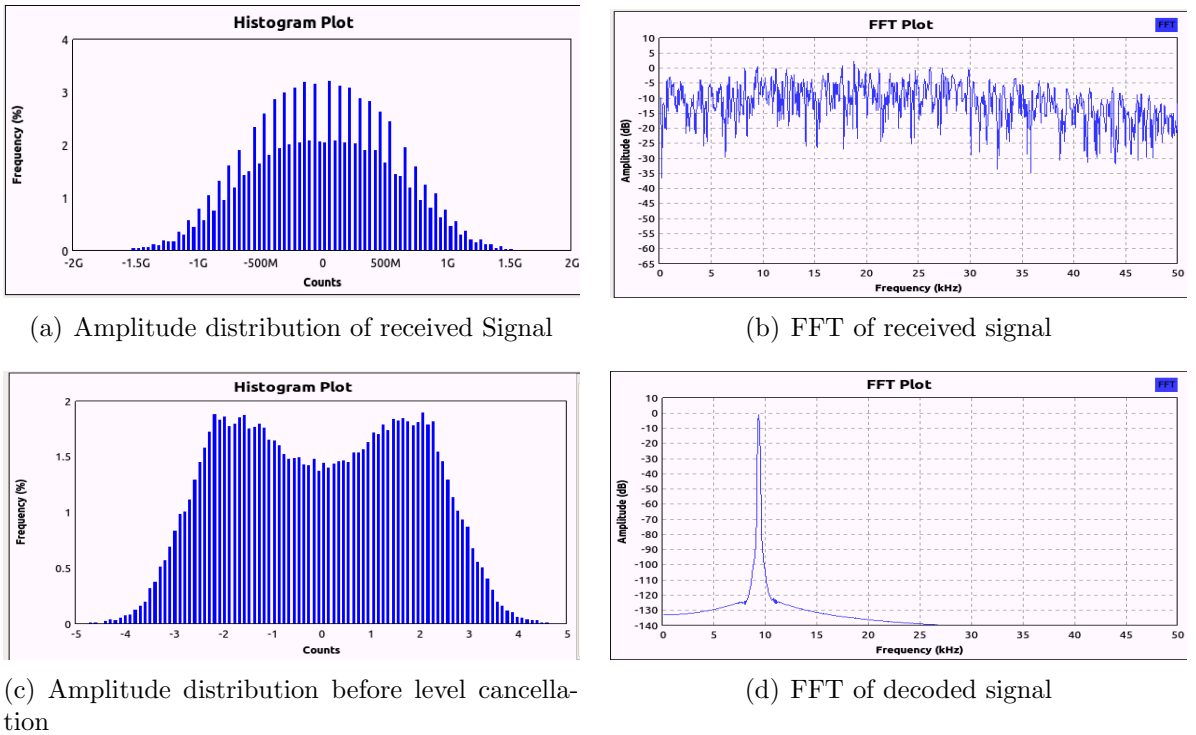 Histogram Plot
4
3
2
1
0
Frequency (%)
-2G -1.5G -1G -500M 0 500M 1G 1.5G 2G
Counts
(a) Amplitude distribution of received Signal
FFT Plot
FFT
10
5
0
-5
-10
-15
-20
-25
-30
-35
-40
-45
-50
-55
-60
-65
Amplitude (dB)
0 5 10 15 20 25 30 35 40 45 50
Frequency (kHz)
(b) FFT of received signal
Histogram Plot
2
1.5
1
0.5
0
Frequency (%)
-5 -4 -3 -2 -1 0 1 2 3 4 5
Counts
(c) Amplitude distribution before level cancella-
tion
FFT Plot
FFT
10
0
-10
-20
-30
-40
-50
-60
-70
-80
-90
-100
-110
-120
-130
-140
Amplitude (dB)
0 5 10 15 20 25 30 35 40 45 50
Frequency (kHz)
(d) FFT of decoded signal